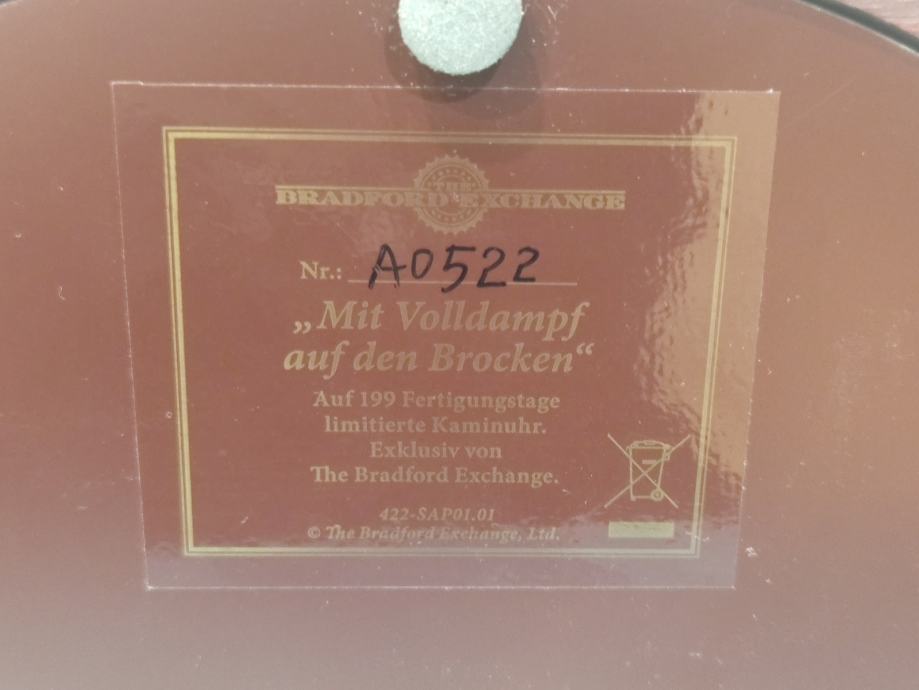 THE
BRADFORD EXCHANGE
Nr.: A0522
„Mit Volldampf
auf den Brocken“
Auf 199 Fertigungstage
limitierte Kaminuhr.
Exklusiv von
The Bradford Exchange.
422-SAP01.01
© The Bradford Exchange, Ltd.